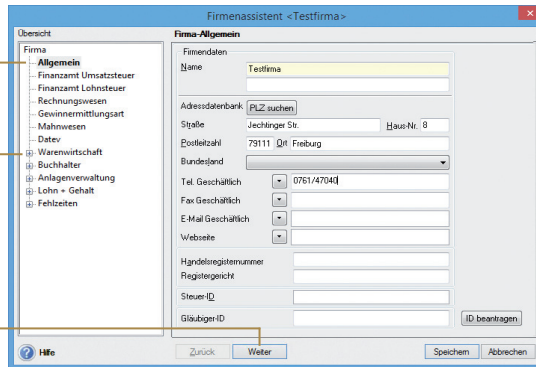 Firmenassistent <Testfirma>
Übersicht
Firma
Allgemein
Finanzamt Umsatzsteuer
Finanzamt Lohnsteuer
Rechnungswesen
Gewinnermittlungsart
Mahnwesen
Datev
Warenwirtschaft
Buchhalter
Anlagenverwaltung
Lohn + Gehalt
Fehlzeiten
Firma-Allgemein
Firmendaten
Name Testfirma
Adressdatenbank PLZ suchen
Straße Jechtinger Str. Haus-Nr. 8
Postleitzahl 79111 Ort Freiburg
Bundesland
Tel. Geschäftlich 0761/47040
Fax Geschäftlich
E-Mail Geschäftlich
Webseite
Handelsregisternummer
Registergericht
Steuer-ID
Gläubiger-ID ID beantragen
Hilfe Zurück Weiter Speichern Abbrechen